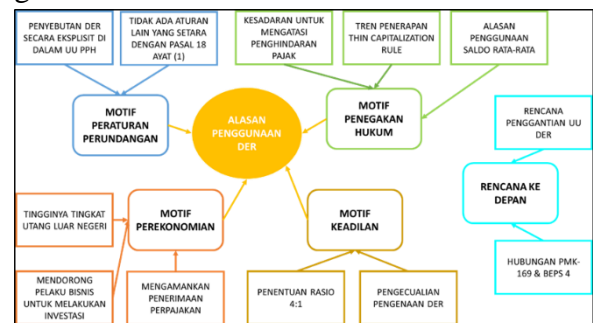 PENYEBUTAN DER
SECARA EKSPLISIT DI
DALAM UU PPH
TIDAK ADA ATURAN
LAIN YANG SETARA
DENGAN PASAL 18
AYAT (1)
KESADARAN UNTUK
MENGATASI
PENGHINDARAN
PAJAK
TREN PENERAPAN
THIN CAPITALIZATION
RULE
ALASAN
PENGGUNAAN
SALDO RATA-RATA
MOTIF
PERATURAN
PERUNDANGAN
ALASAN
PENGGUNAAN
DER
MOTIF
PENEGAKAN
HUKUM
RENCANA
PENGGANTIAN UU
DER
RENCANA KE
DEPAN
TINGGINYA TINGKAT
UTANG LUAR NEGERI
MOTIF
PEREKONOMIAN
MOTIF
KEADILAN
MENDORONG
PELAKU BISNIS
UNTUK MELAKUKAN
INVESTASI
MENGAMANKAN
PENERIMAAN
PERPAJAKAN
PENENTUAN RASIO
4:1
PENGECUALIAN
PENGENAAN DER
HUBUNGAN PMK-
169 & BEPS 4